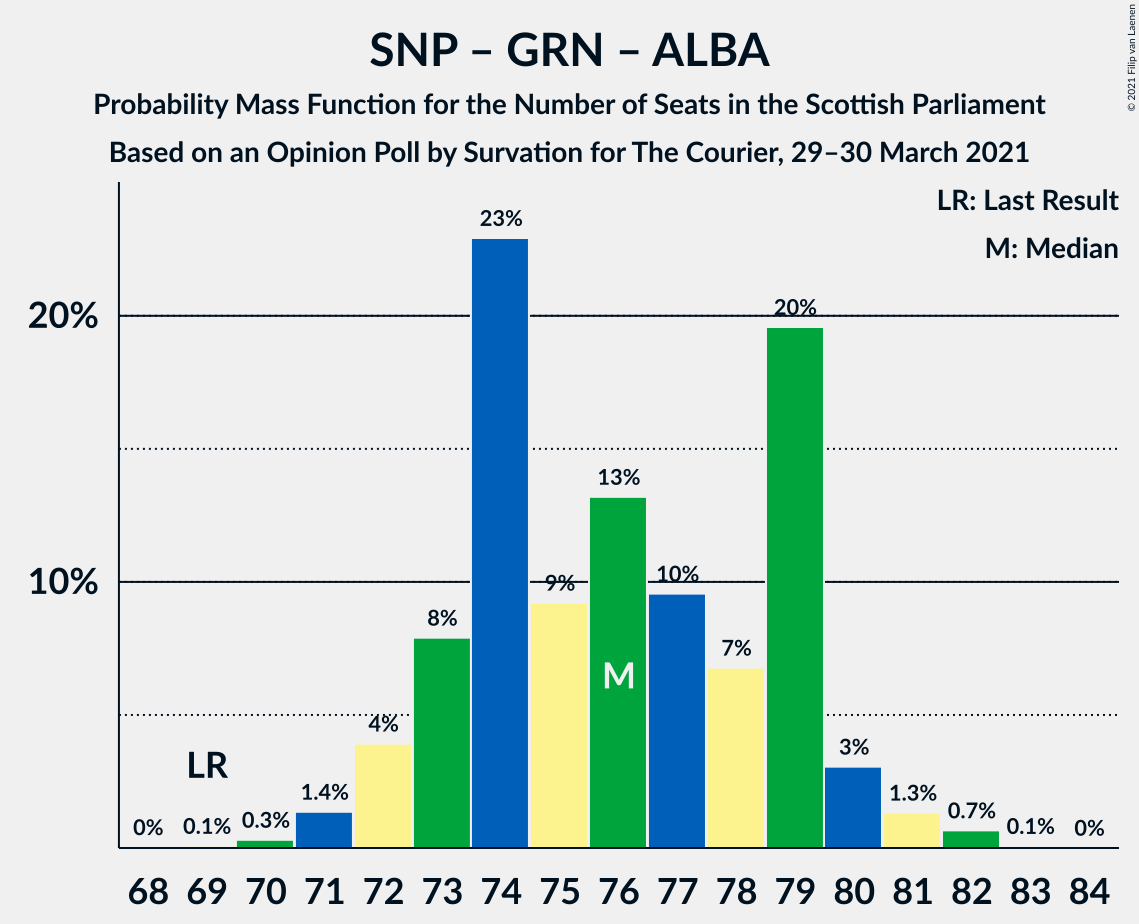 SNP – GRN – ALBA
Probability Mass Function for the Number of Seats in the Scottish Parliament
Based on an Opinion Poll by Survation for The Courier, 29–30 March 2021
© 2021 Filip van Laenen
LR: Last Result
M: Median
23%
20%
20%
13%
10%
9%
10%
8%
7%
M
4%
LR
3%
1.4%
1.3%
0.7%
0.3%
0%
0.1%
0.1%
0%
68 69 70 71 72 73 74 75 76 77 78 79 80 81 82 83 84